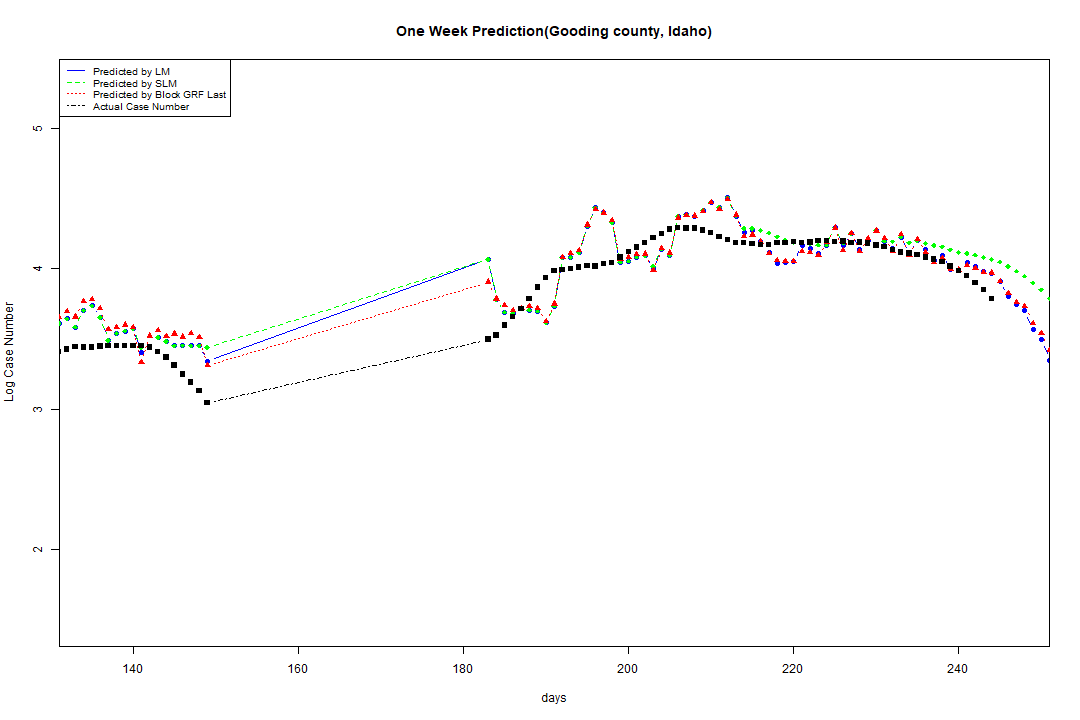 One Week Prediction(Gooding county, Idaho)
Predicted by LM
Predicted by SLM
Predicted by Block GRF Last
Actual Case Number
5
4
3
2
Log Case Number
140 160 180 200 220 240
days